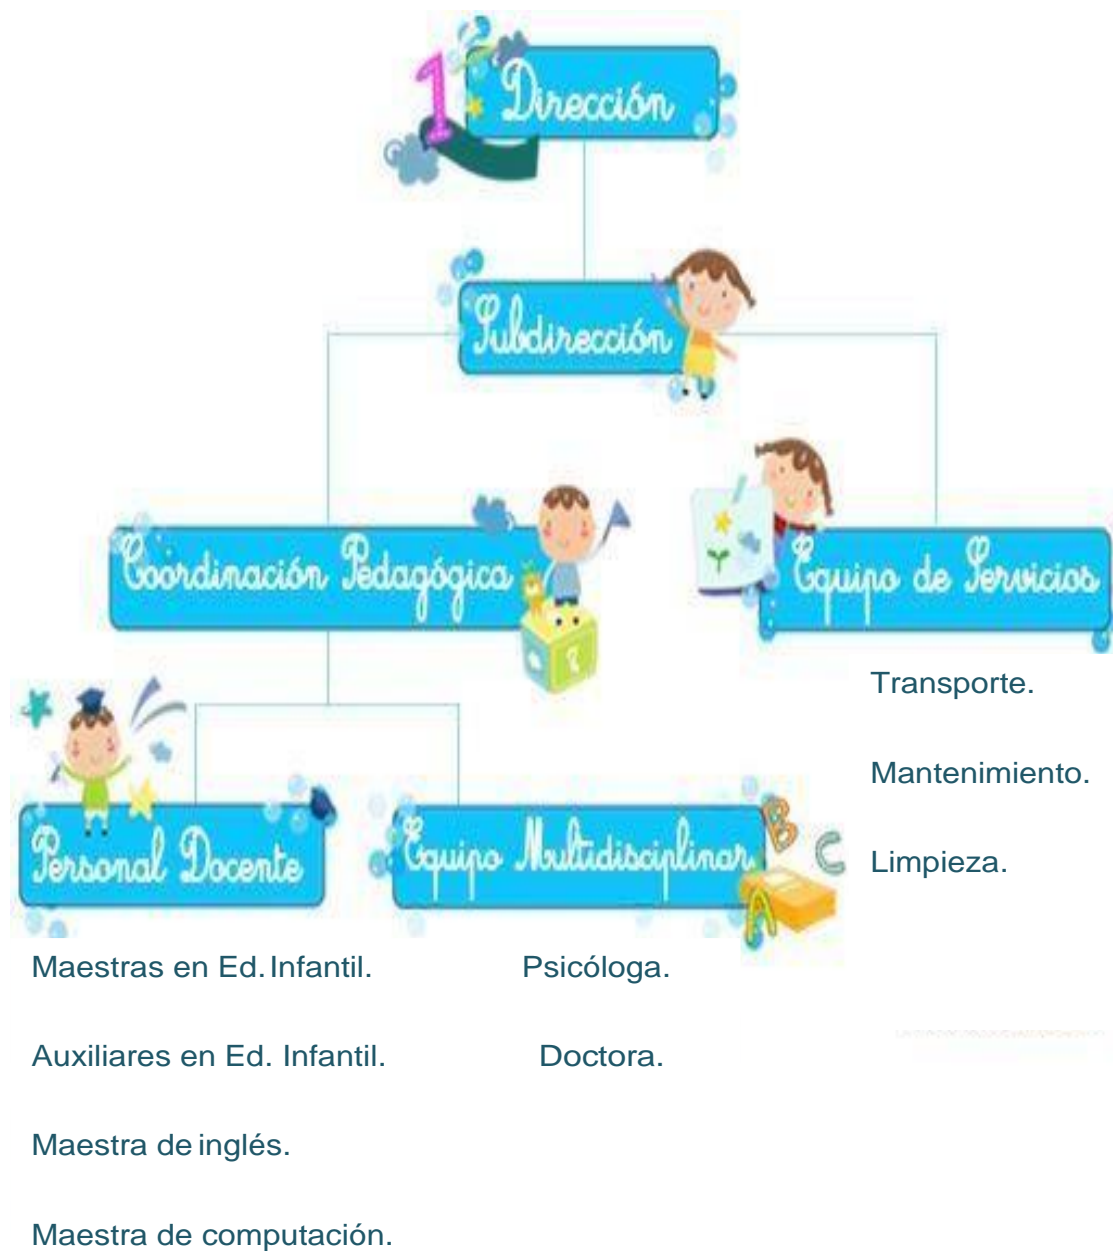 1
Dirección
Subdirección
Coordinación Pedagógica
Equipo de Servicios
Transporte.
Mantenimiento.
Limpieza.
Personal Docente
Equipo Multidisciplinar
B C
A
Maestras en Ed. Infantil.
Psicóloga.
Auxiliares en Ed. Infantil.
Doctora.
Maestra de inglés.
Maestra de computación.